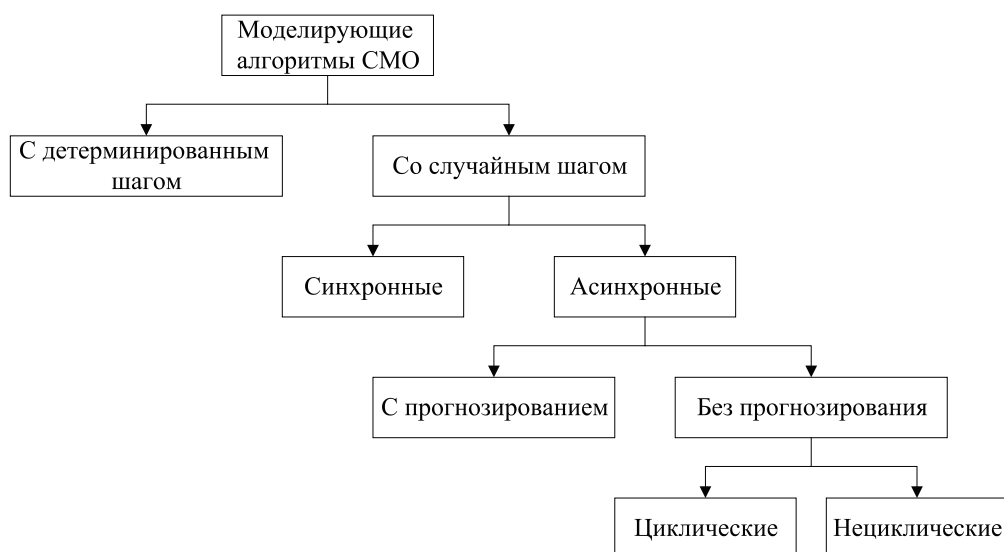 Моделирующие
алгоритмы СМО
С детерминированным
шагом
Со случайным шагом
Синхронные
Асинхронные
С прогнозированием
Без прогнозирования
Циклические
Нециклические